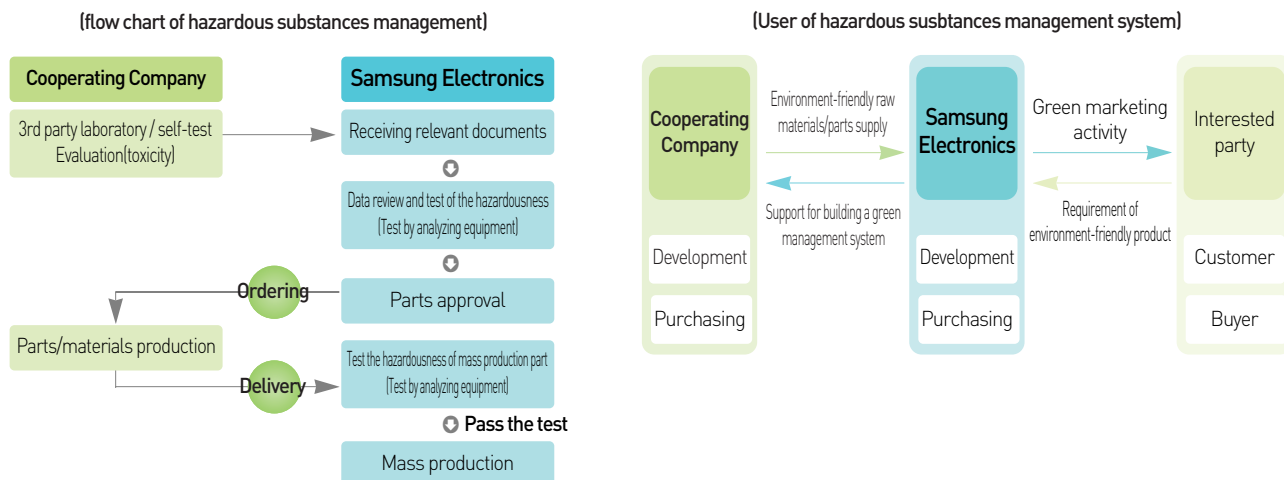 (flow chart of hazardous substances management)
Cooperating Company
Samsung Electronics
3rd party laboratory / self-test
Evaluation(toxicity)
Receiving relevant documents
Data review and test of the hazardousness
(Test by analyzing equipment)
Ordering
Parts approval
Parts/materials production
Delivery
Test the hazardousness of mass production part
(Test by analyzing equipment)
Pass the test
Mass production
(User of hazardous susbtances management system)
Cooperating
Company
Development
Purchasing
Environment-friendly raw
materials/parts supply
Support for building a green
management system
Samsung
Electronics
Development
Purchasing
Green marketing
activity
Requirement of
environment-friendly product
Interested
party
Customer
Buyer